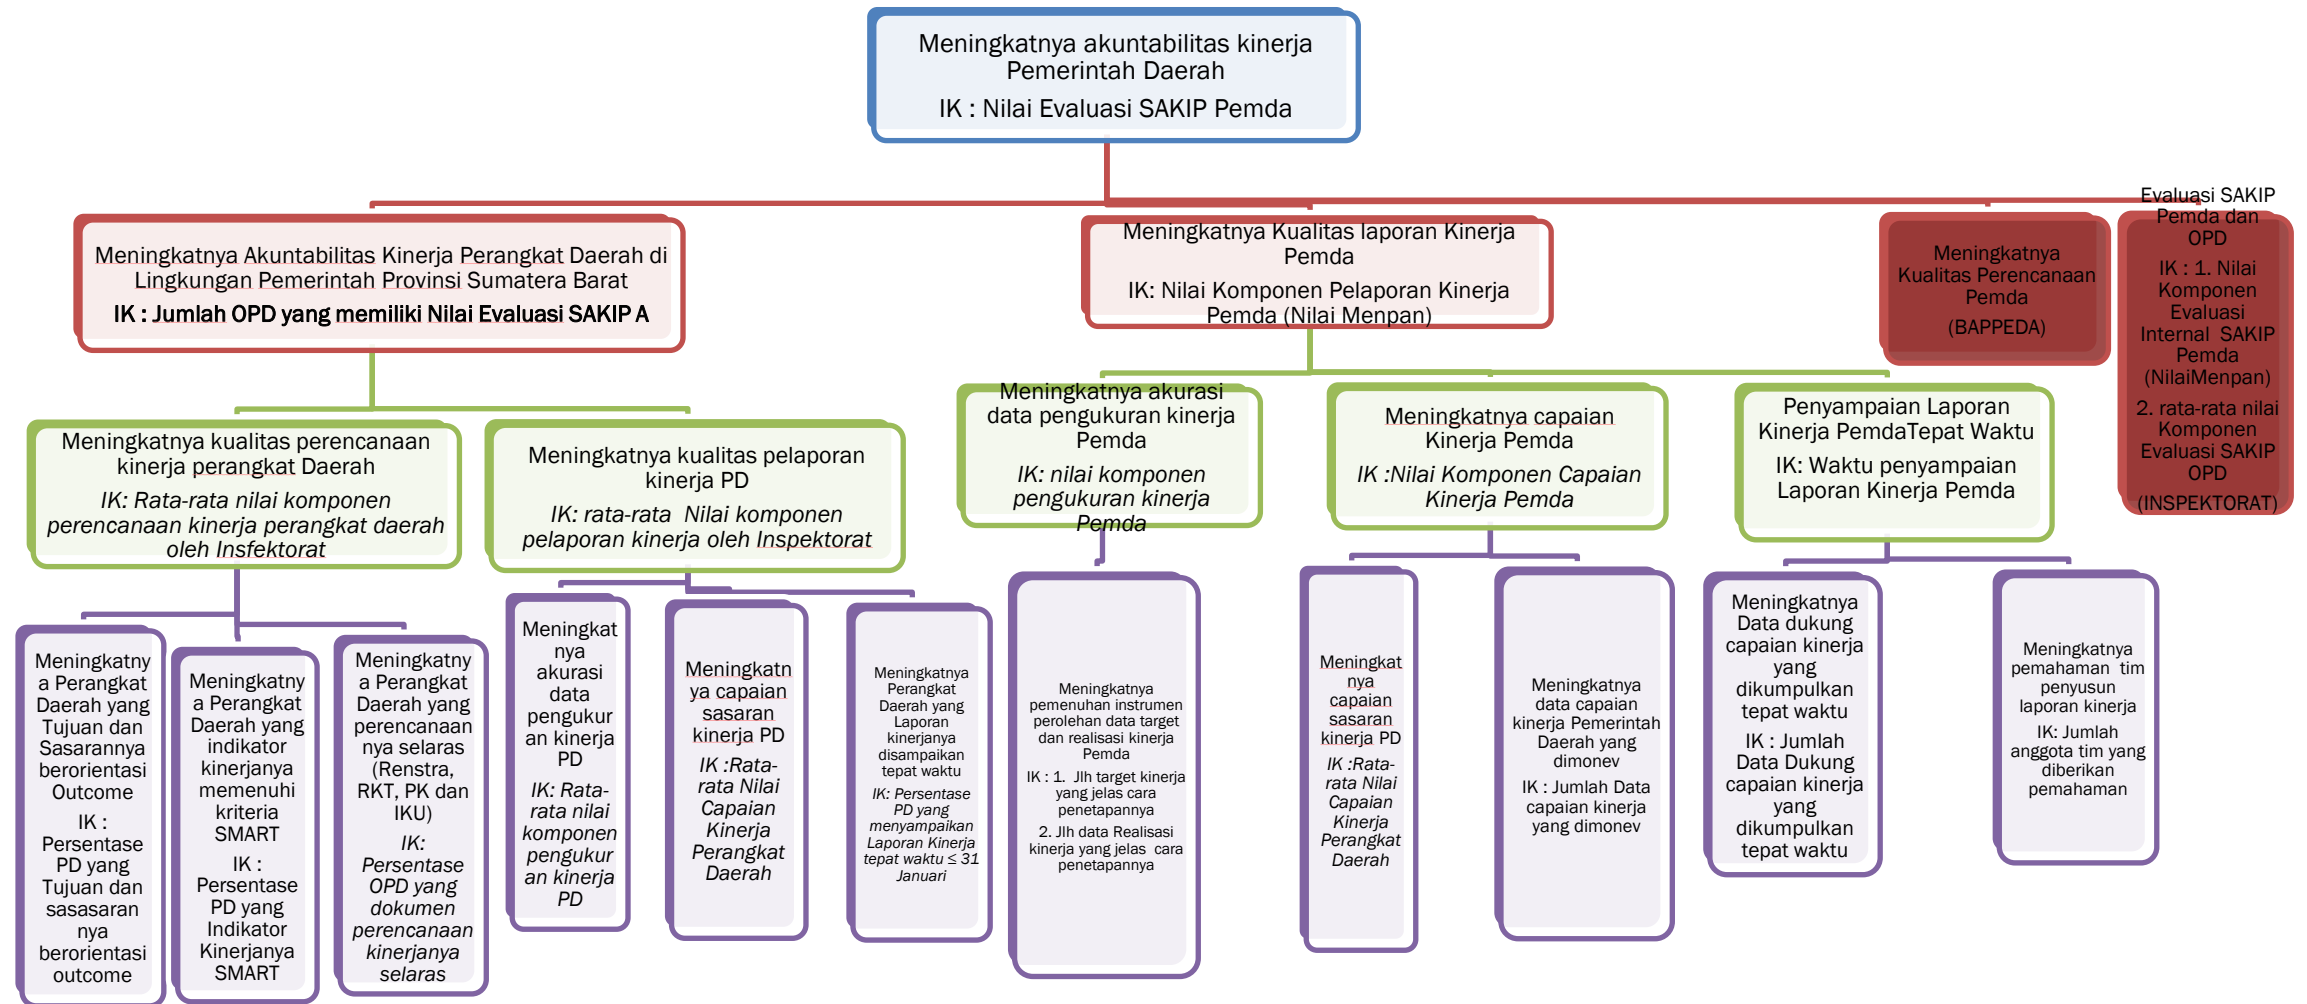 Meningkatnya akuntabilitas kinerja
Pemerintah Daerah
IK : Nilai Evaluasi SAKIP Pemda
Meningkatnya Akuntabilitas Kinerja Perangkat Daerah di
Lingkungan Pemerintah Provinsi Sumatera Barat
IK : Jumlah OPD yang memiliki Nilai Evaluasi SAKIP A
Meningkatnya Kualitas laporan Kinerja
Pemda
IK: Nilai Komponen Pelaporan Kinerja
Pemda (Nilai Menpan)
Meningkatnya
Kualitas Perencanaan
Pemda
(BAPPEDA)
Evaluasi SAKIP
Pemda dan
OPD
IK : 1. Nilai
Komponen
Evaluasi
Internal  SAKIP
Pemda
(NilaiMenpan)
2. rata-rata nilai
Komponen
Evaluasi SAKIP
OPD
(INSPEKTORAT)
Meningkatnya kualitas perencanaan
kinerja perangkat Daerah
IK: Rata-rata nilai komponen
perencanaan kinerja perangkat daerah
oleh Insfektorat
Meningkatnya kualitas pelaporan
kinerja PD
IK: rata-rata  Nilai komponen
pelaporan kinerja oleh Inspektorat
Meningkatnya akurasi
data pengukuran kinerja
Pemda
IK: nilai komponen
pengukuran kinerja
Pemda
Meningkatnya capaian
Kinerja Pemda
IK :Nilai Komponen Capaian
Kinerja Pemda
Penyampaian Laporan
Kinerja PemdaTepat Waktu
IK: Waktu penyampaian
Laporan Kinerja Pemda
Meningkatny
a Perangkat
Daerah yang
Tujuan dan
Sasarannya
berorientasi
Outcome
IK :
Persentase
PD yang
Tujuan dan
sasasaran
nya
berorientasi
outcome
Meningkatny
a Perangkat
Daerah yang
indikator
kinerjanya
memenuhi
kriteria
SMART
IK :
Persentase
PD yang
Indikator
Kinerjanya
SMART
Meningkatny
a Perangkat
Daerah yang
perencanaan
nya selaras
(Renstra,
RKT, PK dan
IKU)
IK:
Persentase
OPD yang
dokumen
perencanaan
kinerjanya
selaras
Meningkat
nya
akurasi
data
pengukur
an kinerja
PD
IK: Rata-
rata nilai
komponen
pengukur
an kinerja
PD
Meningkatn
ya capaian
sasaran
kinerja PD
IK :Rata-
rata Nilai
Capaian
Kinerja
Perangkat
Daerah
Meningkatnya
Perangkat
Daerah yang
Laporan
kinerjanya
disampaikan
tepat waktu
IK: Persentase
PD yang
menyampaikan
Laporan Kinerja
tepat waktu ≤ 31
Januari
Meningkatnya
pemenuhan instrumen
perolehan data target
dan realisasi kinerja
Pemda
IK : 1.  Jlh target kinerja
yang jelas cara
penetapannya
2. Jlh data Realisasi
kinerja yang jelas  cara
penetapannya
Meningkat
nya
capaian
sasaran
kinerja PD
IK :Rata-
rata Nilai
Capaian
Kinerja
Perangkat
Daerah
Meningkatnya
data capaian
kinerja Pemerintah
Daerah yang
dimonev
IK : Jumlah Data
capaian kinerja
yang dimonev
Meningkatnya
Data dukung
capaian kinerja
yang
dikumpulkan
tepat waktu
IK : Jumlah
Data Dukung
capaian kinerja
yang
dikumpulkan
tepat waktu
Meningkatnya
pemahaman  tim
penyusun
laporan kinerja
IK: Jumlah
anggota tim yang
diberikan
pemahaman